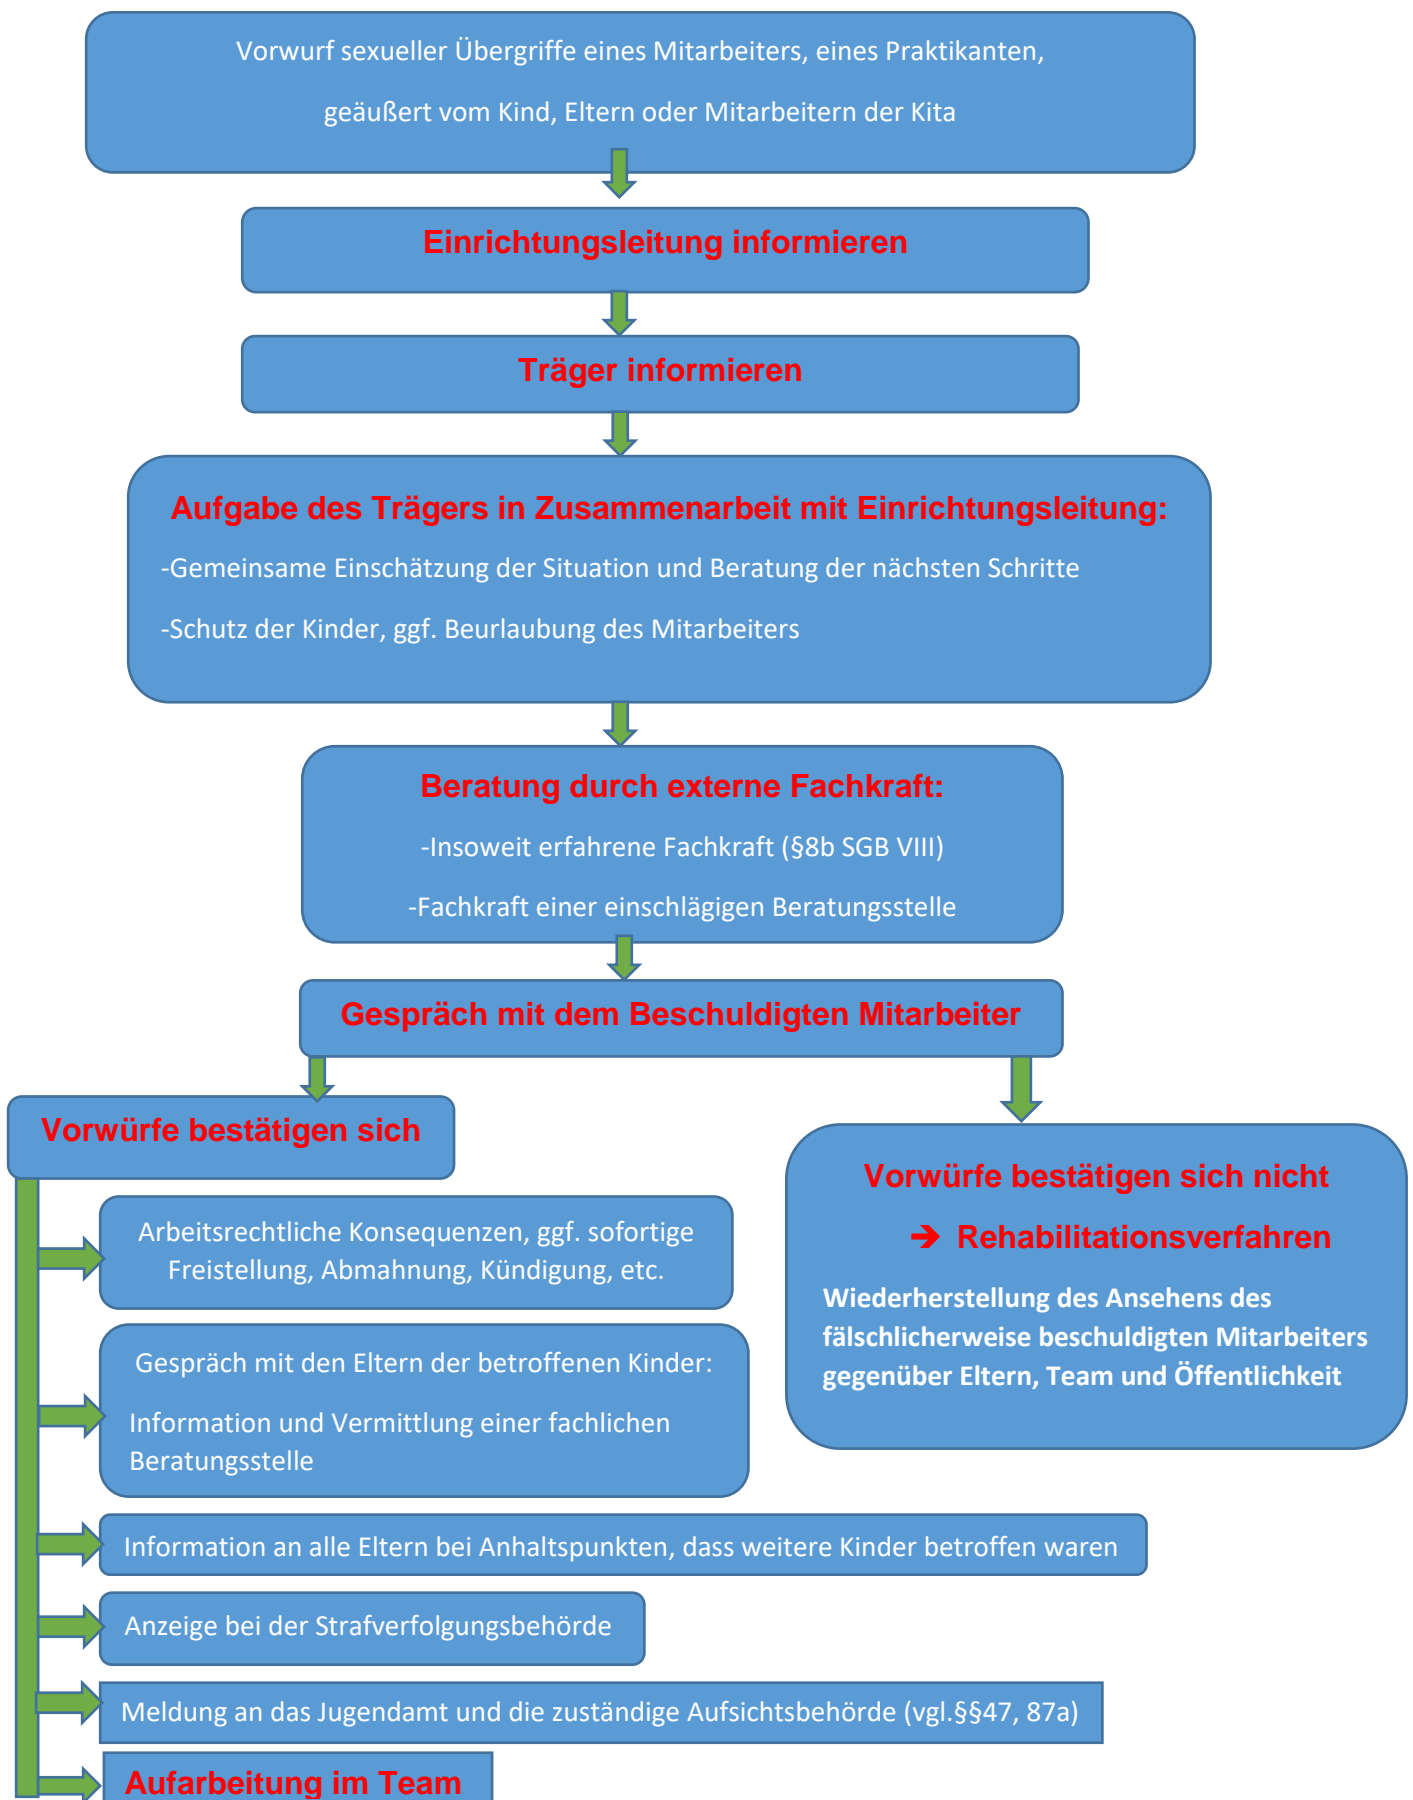 Vorwurf sexueller Übergriffe eines Mitarbeiters, eines Praktikanten,
geäußert vom Kind, Eltern oder Mitarbeitern der Kita
Einrichtungsleitung informieren
Träger informieren
Aufgabe des Trägers in Zusammenarbeit mit Einrichtungsleitung:
-Gemeinsame Einschätzung der Situation und Beratung der nächsten Schritte
-Schutz der Kinder, ggf. Beurlaubung des Mitarbeiters
Beratung durch externe Fachkraft:
-Insoweit erfahrene Fachkraft (§8b SGB VIII)
-Fachkraft einer einschlägigen Beratungsstelle
Gespräch mit dem Beschuldigten Mitarbeiter
Vorwürfe bestätigen sich
Arbeitsrechtliche Konsequenzen, ggf. sofortige
Freistellung, Abmahnung, Kündigung, etc.
Gespräch mit den Eltern der betroffenen Kinder:
Information und Vermittlung einer fachlichen
Beratungsstelle
Information an alle Eltern bei Anhaltspunkten, dass weitere Kinder betroffen waren
Anzeige bei der Strafverfolgungsbehörde
Meldung an das Jugendamt und die zuständige Aufsichtsbehörde (vgl.§§47, 87a)
Aufarbeitung im Team
Vorwürfe bestätigen sich nicht
➔ Rehabilitationsverfahren
Wiederherstellung des Ansehens des
fälschlicherweise beschuldigten Mitarbeiters
gegenüber Eltern, Team und Öffentlichkeit